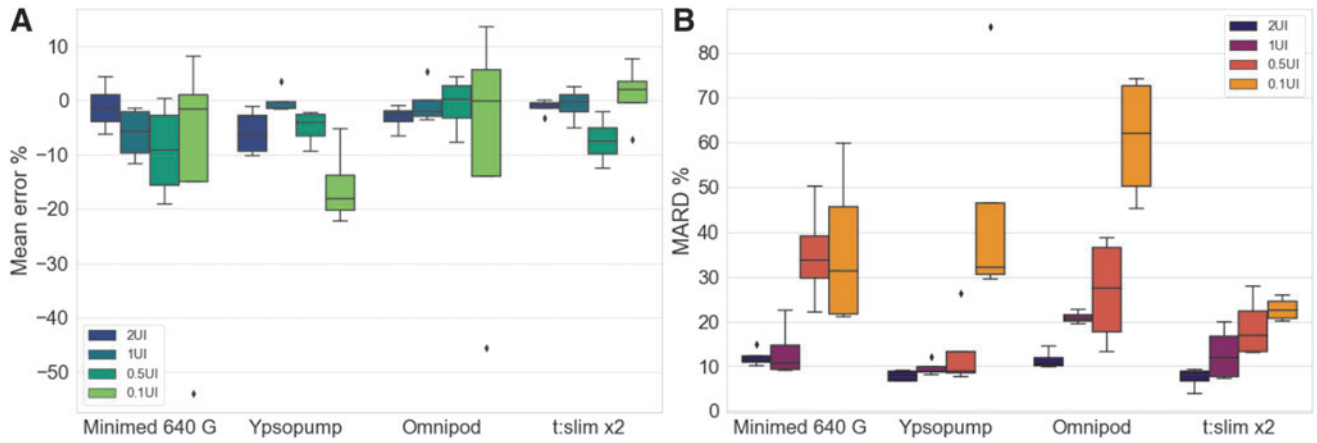 A
Mean error %
10
0
−10
−20
−30
−40
−50
2UI
1UI
0.5UI
0.1UI
Minimed 640 G
Ypsopump
Omnipod
t:slim x2
B
MARD %
80
70
60
50
40
30
20
10
0
2UI
1UI
0.5UI
0.1UI
Minimed 640 G
Ypsopump
Omnipod
t:slim x2